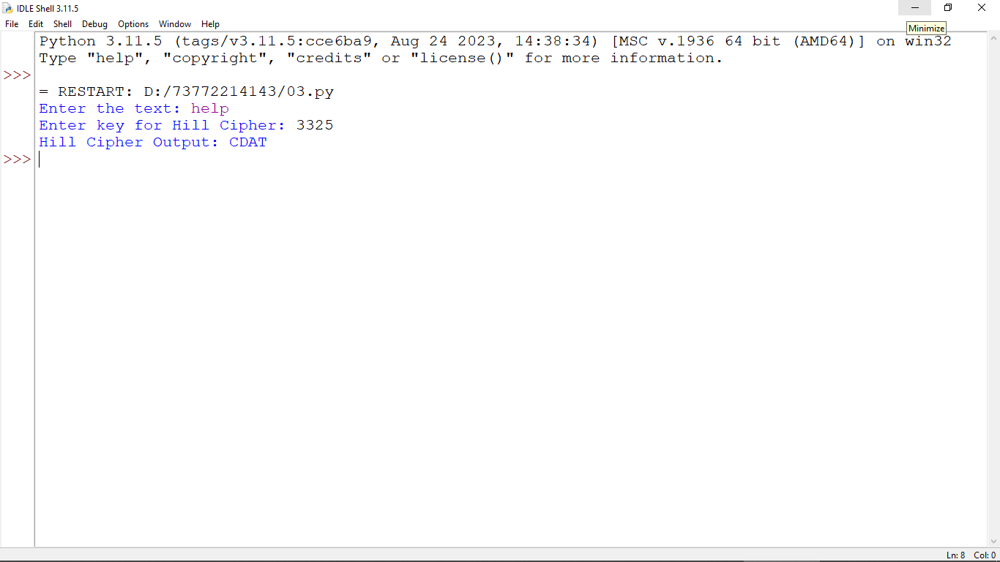 IDLE Shell 3.11.5
File Edit Shell Debug Options Window Help
Minimize
Python 3.11.5 (tags/v3.11.5:cce6ba9, Aug 24 2023, 14:38:34) [MSC v.1936 64 bit (AMD64)] on win32
Type "help", "copyright", "credits" or "license()" for more information.
>>>
= RESTART: D:/73772214143/03.py
Enter the text: help
Enter key for Hill Cipher: 3325
Hill Cipher Output: CDAT
>>>
Ln: 8 Col: 0